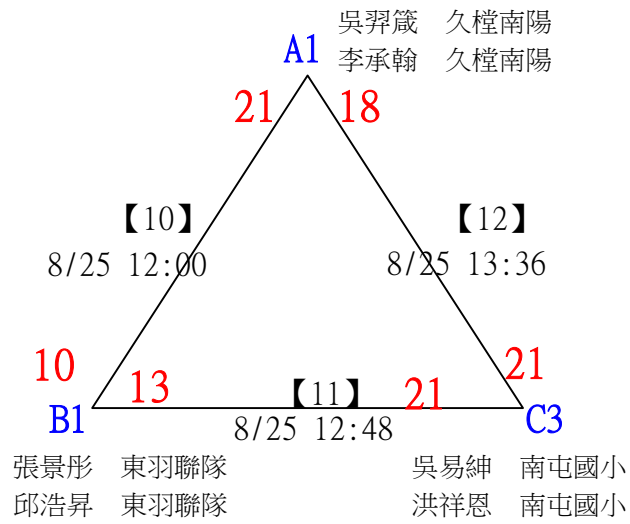 A1
吳羿箴 久樘南陽
李承翰 久樘南陽
21 18
【10】
8/25 12:00
【12】
8/25 13:36
10 13
【11】
8/25 12:48
21 21
B1
張景彤 東羽聯隊
邱浩昇 東羽聯隊
C3
吳易紳 南屯國小
洪祥恩 南屯國小